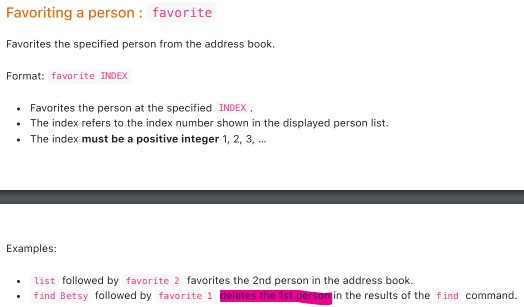 Favoriting a person : favorite
Favorites the specified person from the address book.
Format: favorite INDEX
• Favorites the person at the specified INDEX .
• The index refers to the index number shown in the displayed person list.
• The index must be a positive integer 1, 2, 3, ...
Examples:
• list followed by favorite 2 favorites the 2nd person in the address book.
• find Betsy followed by favorite 1 deletes the 1st person in the results of the find command.